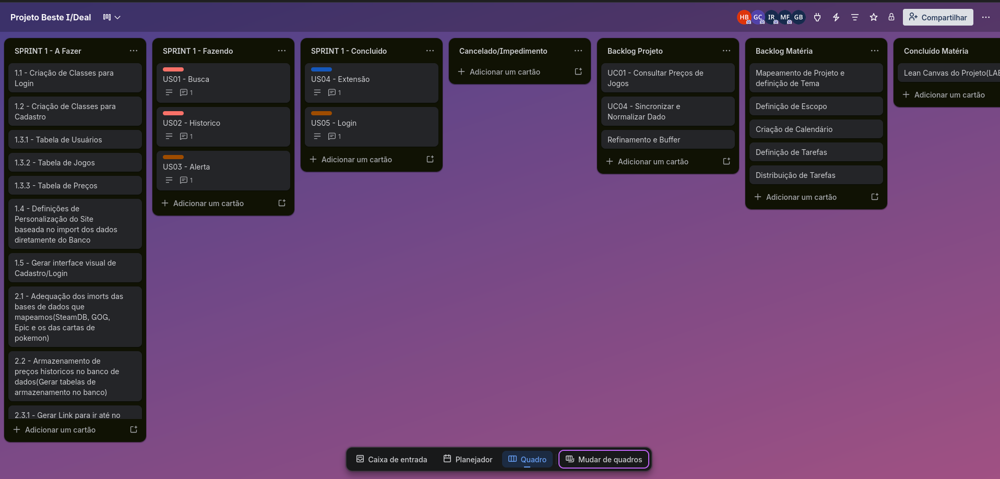 Projeto Beste I/Deal
HB GC IR MF GB
Compartilhar
SPRINT 1 - A Fazer
1.1 - Criação de Classes para
Login
1.2 - Criação de Classes para
Cadastro
1.3.1 - Tabela de Usuários
1.3.2 - Tabela de Jogos
1.3.3 - Tabela de Preços
1.4 - Definições de
Personalização do Site
baseada no import dos dados
diretamente do Banco
1.5 - Gerar interface visual de
Cadastro/Login
2.1 - Adequação dos imorts das
bases de dados que
mapeamos(SteamDB, GOG,
Epic e os das cartas de
pokemon)
2.2 - Armazenamento de
preços historicos no banco de
dados(Gerar tabelas de
armazenamento no banco)
2.3.1 - Gerar Link para ir até no
Adicionar um cartão
SPRINT 1 - Fazendo
US01 - Busca
1
US02 - Historico
1
US03 - Alerta
1
Adicionar um cartão
SPRINT 1 - Concluido
US04 - Extensão
1
US05 - Login
1
Adicionar um cartão
Cancelado/Impedimento
Adicionar um cartão
Backlog Projeto
UC01 - Consultar Preços de
Jogos
UC04 - Sincronizar e
Normalizar Dado
Refinamento e Buffer
Adicionar um cartão
Backlog Matéria
Mapeamento de Projeto e
definição de Tema
Definição de Escopo
Criação de Calendário
Definição de Tarefas
Distribuição de Tarefas
Adicionar um cartão
Concluído Matéria
Lean Canvas do Projeto(LAB
Adicionar um cartão
Caixa de entrada
Planejador
Quadro
Mudar de quadros